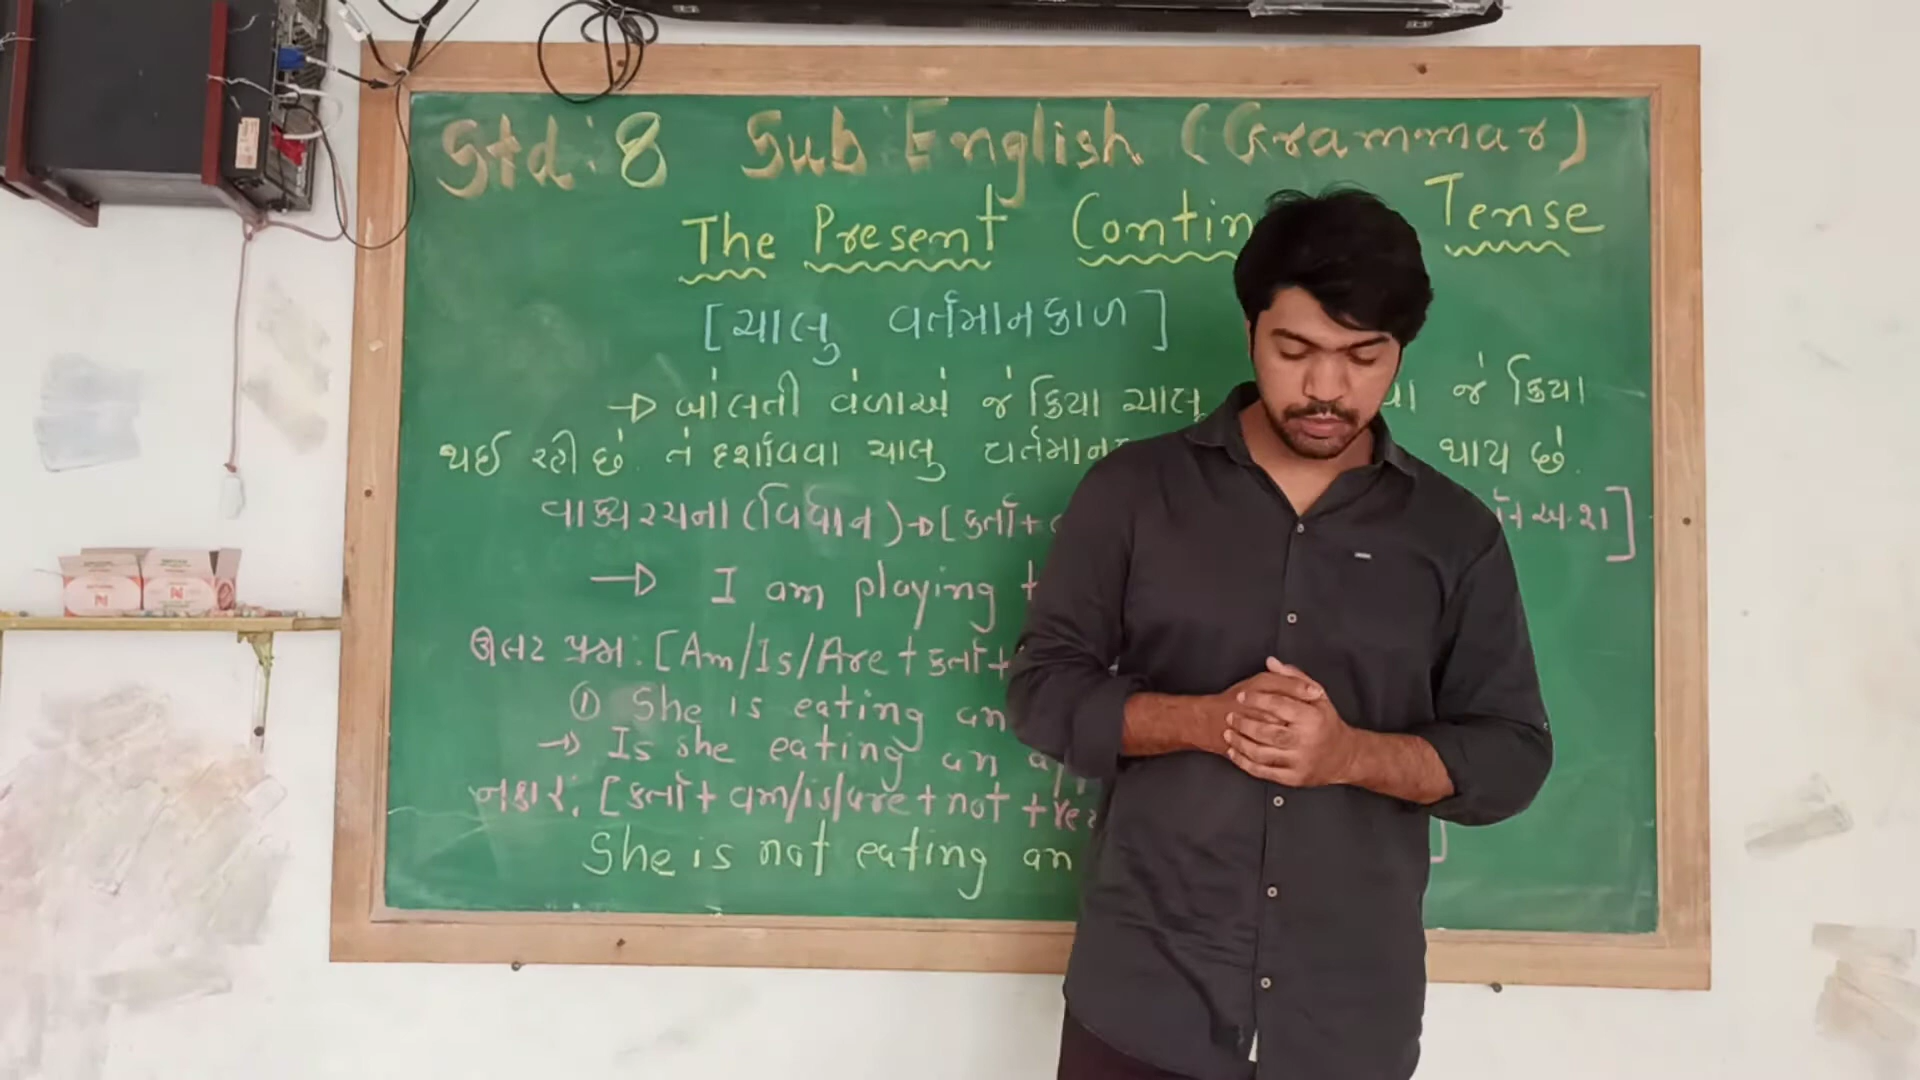 Std : 8 Sub English (Grammar)
The Present Contin Tense
[ચાલુ વર્તમાનકાળ]
→ બોલતી વેળાએ જે ક્રિયા ચાલુ જે ક્રિયા
થઈ રહી છે. તે દર્શાવવા ચાલુ વર્તમાન થાય છે.
વાક્ય રચના (વિધાન) → [કર્તા + + અ.શ]
→ I am playing
ઉલટ પ્રશ્ન : [Am/Is/Are + કર્તા +
① She is eating an
→ Is she eating an
નકાર : [કર્તા + am/is/are + not +
She is not eating an